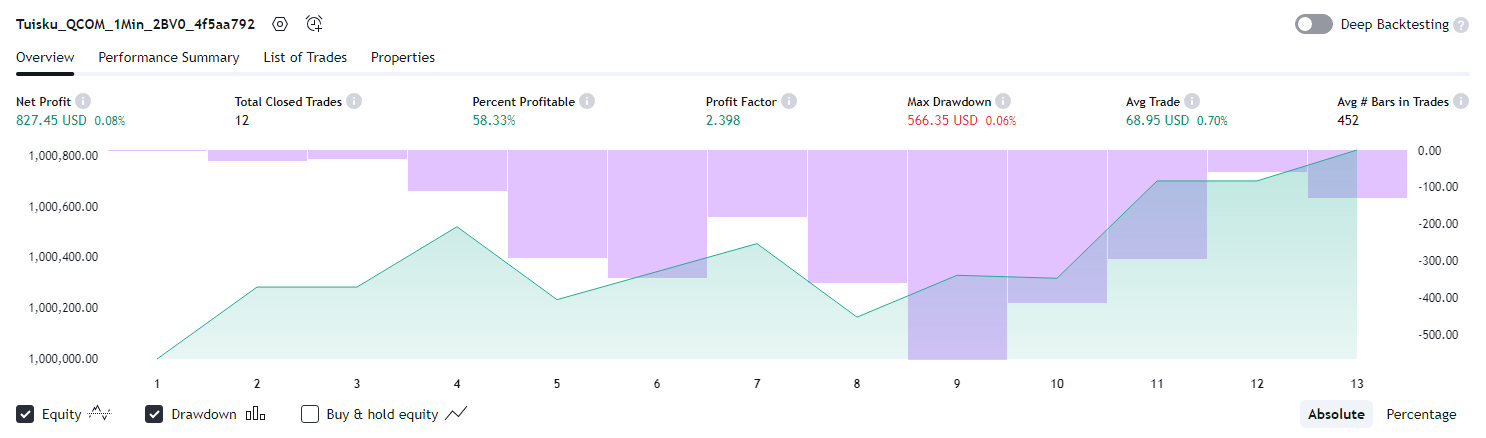 Tuisku_QCOM_1Min_2BV0_4f5aa792
Deep Backtesting ?
Overview Performance Summary List of Trades Properties
Net Profit i Total Closed Trades i Percent Profitable i Profit Factor i Max Drawdown i Avg Trade i Avg # Bars in Trades i
827.45 USD 0.08% 12 58.33% 2.398 566.35 USD 0.06% 68.95 USD 0.70% 452
1,000,800.00 0.00
-100.00
1,000,600.00 -200.00
1,000,400.00 -300.00
1,000,200.00 -400.00
-500.00
1,000,000.00
1 2 3 4 5 6 7 8 9 10 11 12 13
Equity Drawdown Buy & hold equity Absolute Percentage